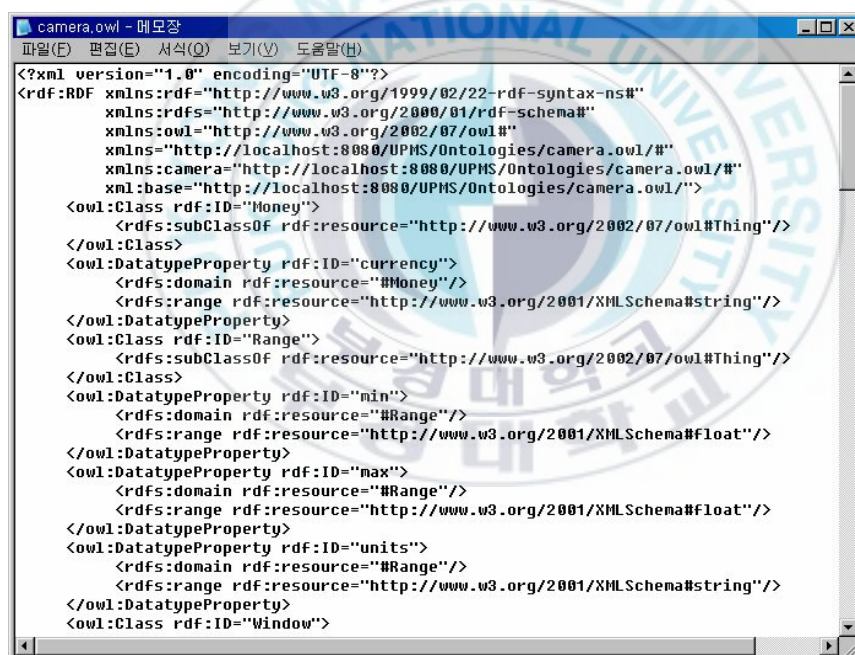 camera.owl - 메모장
파일(F) 편집(E) 서식(O) 보기(V) 도움말(H)
<?xml version="1.0" encoding="UTF-8"?>
<rdf:RDF xmlns:rdf="http://www.w3.org/1999/02/22-rdf-syntax-ns#"
xmlns:rdfs="http://www.w3.org/2000/01/rdf-schema#"
xmlns:owl="http://www.w3.org/2002/07/owl#"
xmlns="http://localhost:8080/UPMS/Ontologies/camera.owl/#"
xmlns:camera="http://localhost:8080/UPMS/Ontologies/camera.owl/#"
xml:base="http://localhost:8080/UPMS/Ontologies/camera.owl/">
<owl:Class rdf:ID="Money">
<rdfs:subClassOf rdf:resource="http://www.w3.org/2002/07/owl#Thing"/>
</owl:Class>
<owl:DatatypeProperty rdf:ID="currency">
<rdfs:domain rdf:resource="#Money"/>
<rdfs:range rdf:resource="http://www.w3.org/2001/XMLSchema#string"/>
</owl:DatatypeProperty>
<owl:Class rdf:ID="Range">
<rdfs:subClassOf rdf:resource="http://www.w3.org/2002/07/owl#Thing"/>
</owl:Class>
<owl:DatatypeProperty rdf:ID="min">
<rdfs:domain rdf:resource="#Range"/>
<rdfs:range rdf:resource="http://www.w3.org/2001/XMLSchema#float"/>
</owl:DatatypeProperty>
<owl:DatatypeProperty rdf:ID="max">
<rdfs:domain rdf:resource="#Range"/>
<rdfs:range rdf:resource="http://www.w3.org/2001/XMLSchema#float"/>
</owl:DatatypeProperty>
<owl:DatatypeProperty rdf:ID="units">
<rdfs:domain rdf:resource="#Range"/>
<rdfs:range rdf:resource="http://www.w3.org/2001/XMLSchema#string"/>
</owl:DatatypeProperty>
<owl:Class rdf:ID="Window">
NATIONAL UNIVERSITY
부경대학교